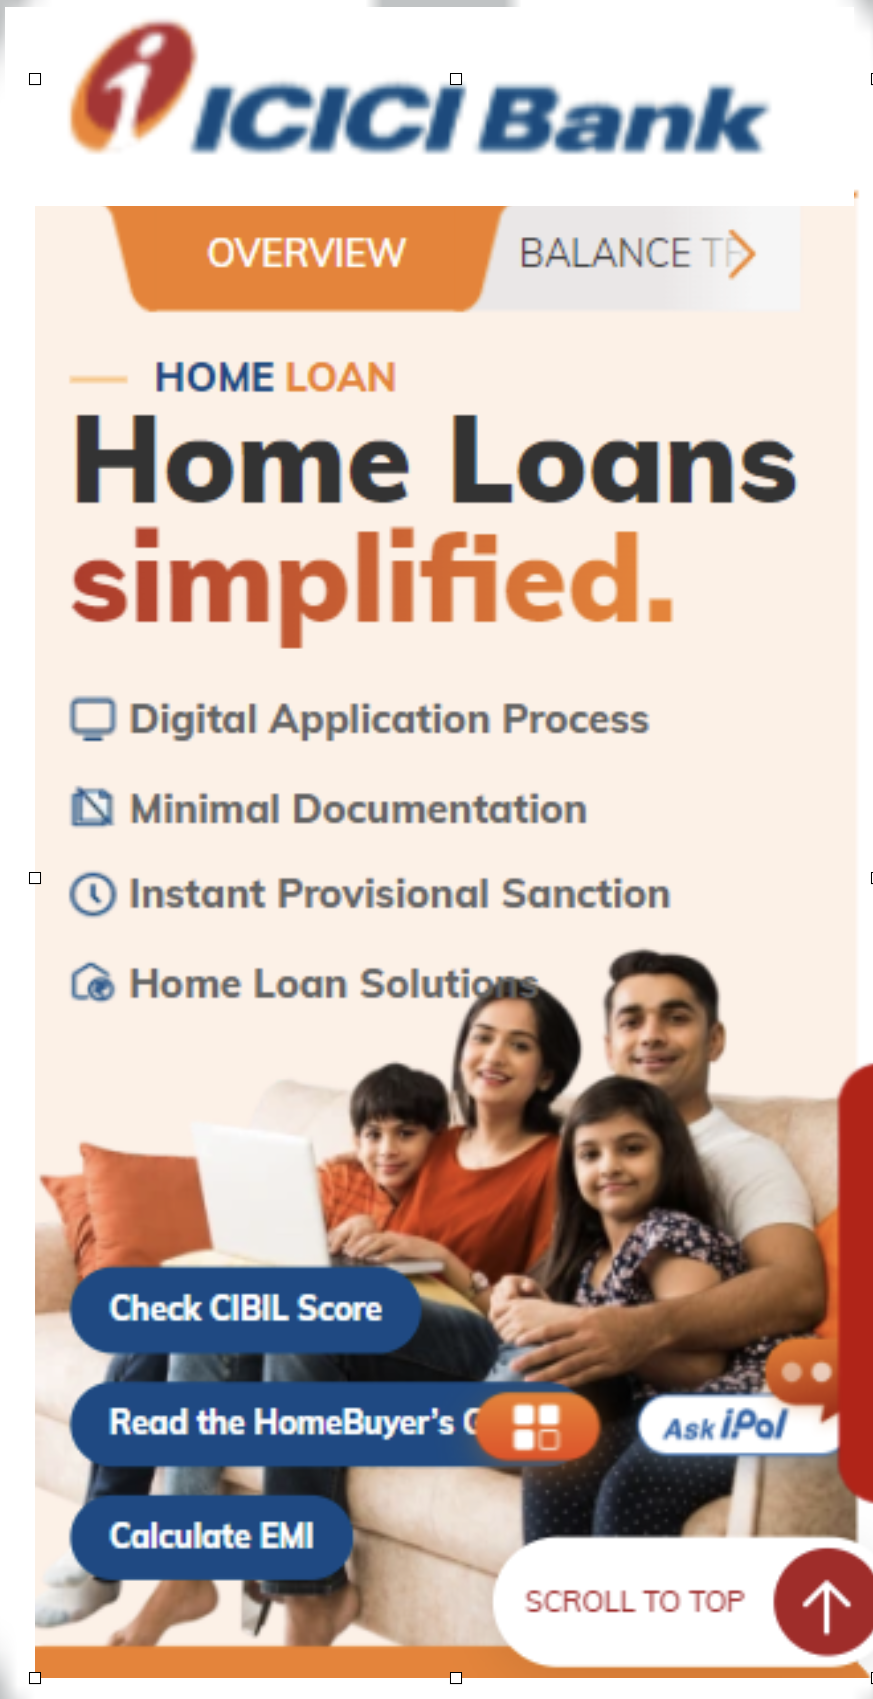 i ICICI Bank
OVERVIEW
BALANCE
HOME LOAN
Home Loans
simplified.
Digital Application Process
Minimal Documentation
Instant Provisional Sanction
Home Loan Solutions
Check CIBIL Score
Read the HomeBuyer's
Ask iPal
Calculate EMI
SCROLL TO TOP